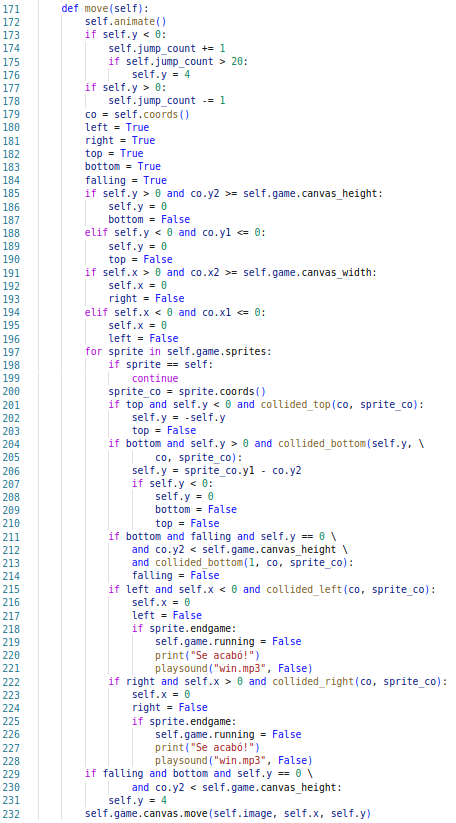 171 def move(self):
172 self.animate()
173 if self.y < 0:
174 self.jump_count += 1
175 if self.jump_count > 20:
176 self.y = 4
177 if self.y > 0:
178 self.jump_count -= 1
179 co = self.coords()
180 left = True
181 right = True
182 top = True
183 bottom = True
184 falling = True
185 if self.y > 0 and co.y2 >= self.game.canvas_height:
186 self.y = 0
187 bottom = False
188 elif self.y < 0 and co.y1 <= 0:
189 self.y = 0
190 top = False
191 if self.x > 0 and co.x2 >= self.game.canvas_width:
192 self.x = 0
193 right = False
194 elif self.x < 0 and co.x1 <= 0:
195 self.x = 0
196 left = False
197 for sprite in self.game.sprites:
198 if sprite == self:
199 continue
200 sprite_co = sprite.coords()
201 if top and self.y < 0 and collided_top(co, sprite_co):
202 self.y = -self.y
203 top = False
204 if bottom and self.y > 0 and collided_bottom(self.y, \
205 co, sprite_co):
206 self.y = sprite_co.y1 - co.y2
207 if self.y < 0:
208 self.y = 0
209 bottom = False
210 top = False
211 if bottom and falling and self.y == 0 \
212 and co.y2 < self.game.canvas_height \
213 and collided_bottom(1, co, sprite_co):
214 falling = False
215 if left and self.x < 0 and collided_left(co, sprite_co):
216 self.x = 0
217 left = False
218 if sprite.endgame:
219 self.game.running = False
220 print("Se acabó!")
221 playsound("win.mp3", False)
222 if right and self.x > 0 and collided_right(co, sprite_co):
223 self.x = 0
224 right = False
225 if sprite.endgame:
226 self.game.running = False
227 print("Se acabó!")
228 playsound("win.mp3", False)
229 if falling and bottom and self.y == 0 \
230 and co.y2 < self.game.canvas_height:
231 self.y = 4
232 self.game.canvas.move(self.image, self.x, self.y)